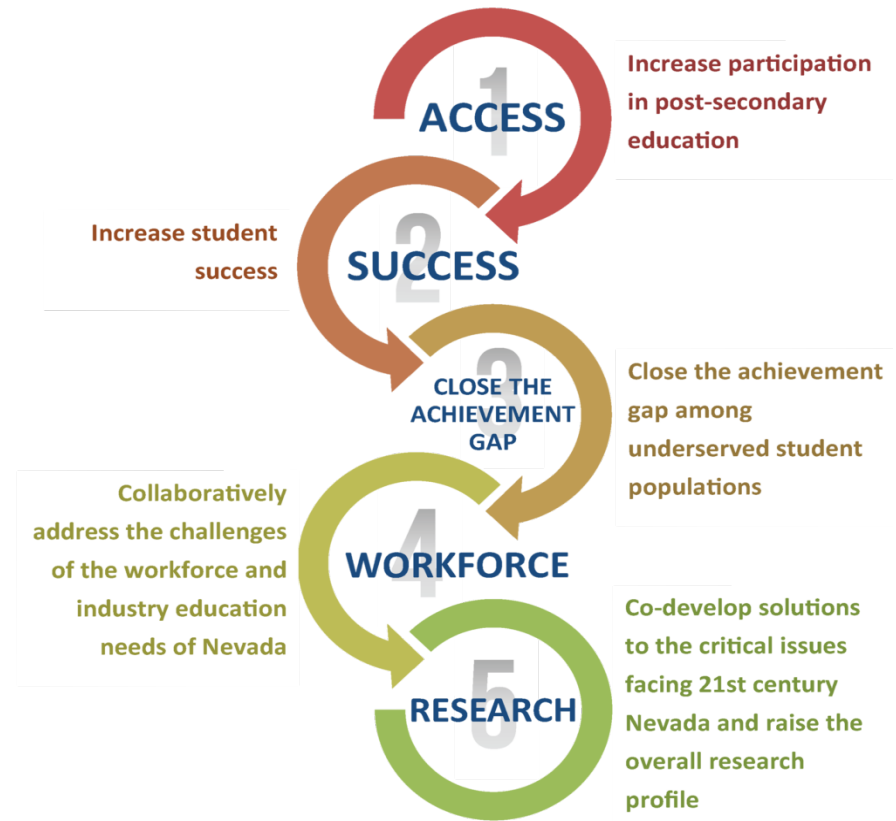 1
ACCESS
Increase participation
in post-secondary
education
2
SUCCESS
Increase student
success
3
CLOSE THE
ACHIEVEMENT
GAP
Close the achievement
gap among
underserved student
populations
4
WORKFORCE
Collaboratively
address the challenges
of the workforce and
industry education
needs of Nevada
5
RESEARCH
Co-develop solutions
to the critical issues
facing 21st century
Nevada and raise the
overall research
profile